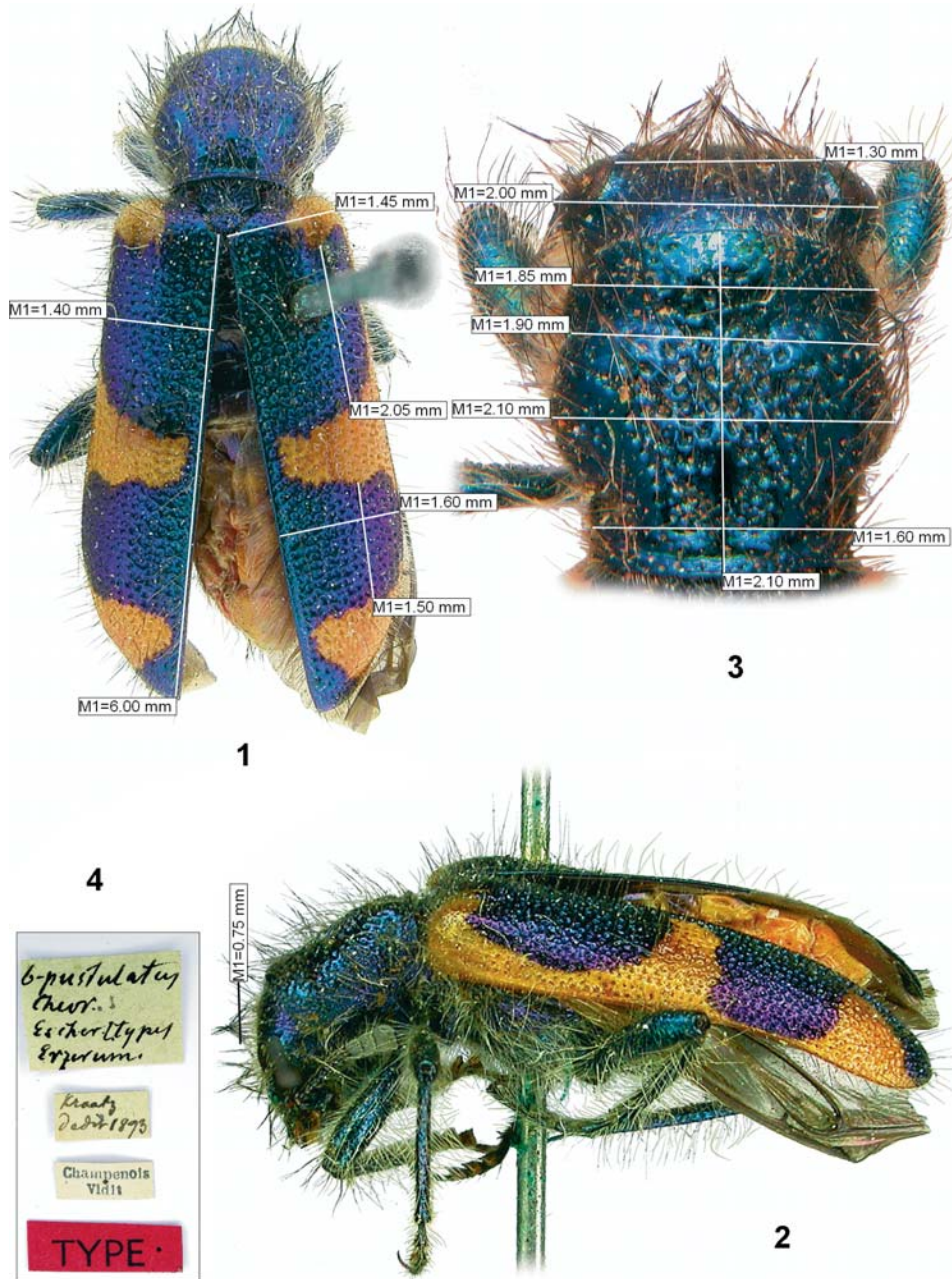 M1=1.45 mm
M1=1.40 mm
M1=2.05 mm
M1=1.60 mm
M1=1.50 mm
M1=6.00 mm
1
M1=1.30 mm
M1=2.00 mm
M1=1.85 mm
M1=1.90 mm
M1=2.10 mm
M1=1.60 mm
M1=2.10 mm
3
4
6-pustulatus
Chevr.
Escher. [types]
Erzerum.
Kraatz
dedit 1893
Champenois
Vidit
TYPE.
M1=0.75 mm
2